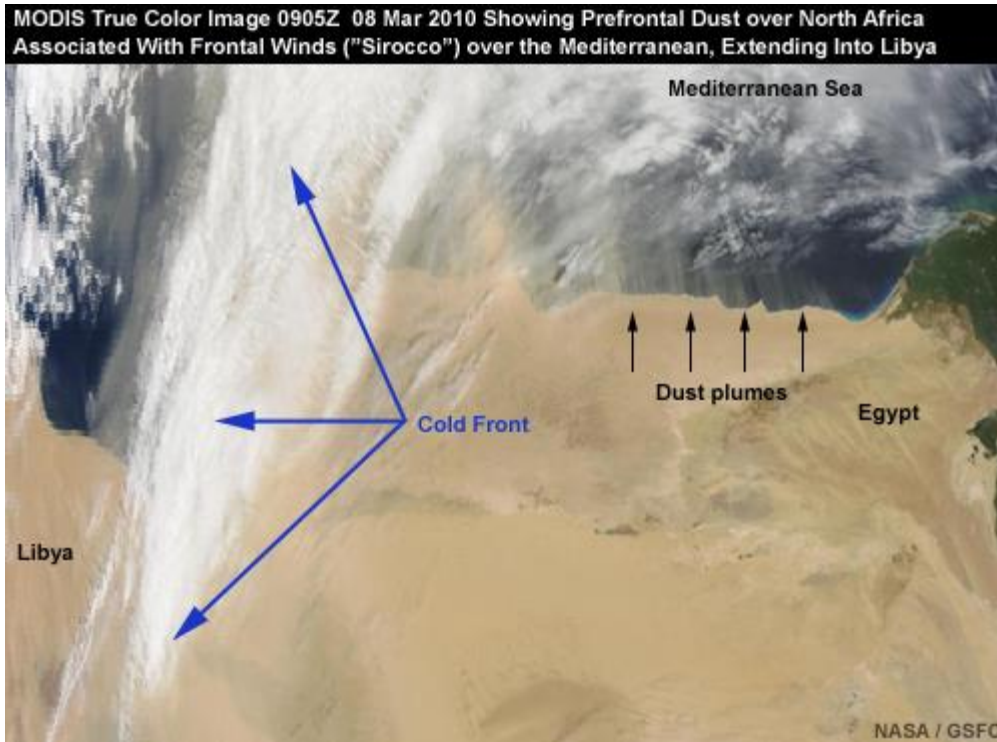 MODIS True Color Image 0905Z 08 Mar 2010 Showing Prefrontal Dust over North Africa
Associated With Frontal Winds ("Sirocco") over the Mediterranean, Extending Into Libya
Mediterranean Sea
Dust plumes
Egypt
Cold Front
Libya
NASA / GSFC